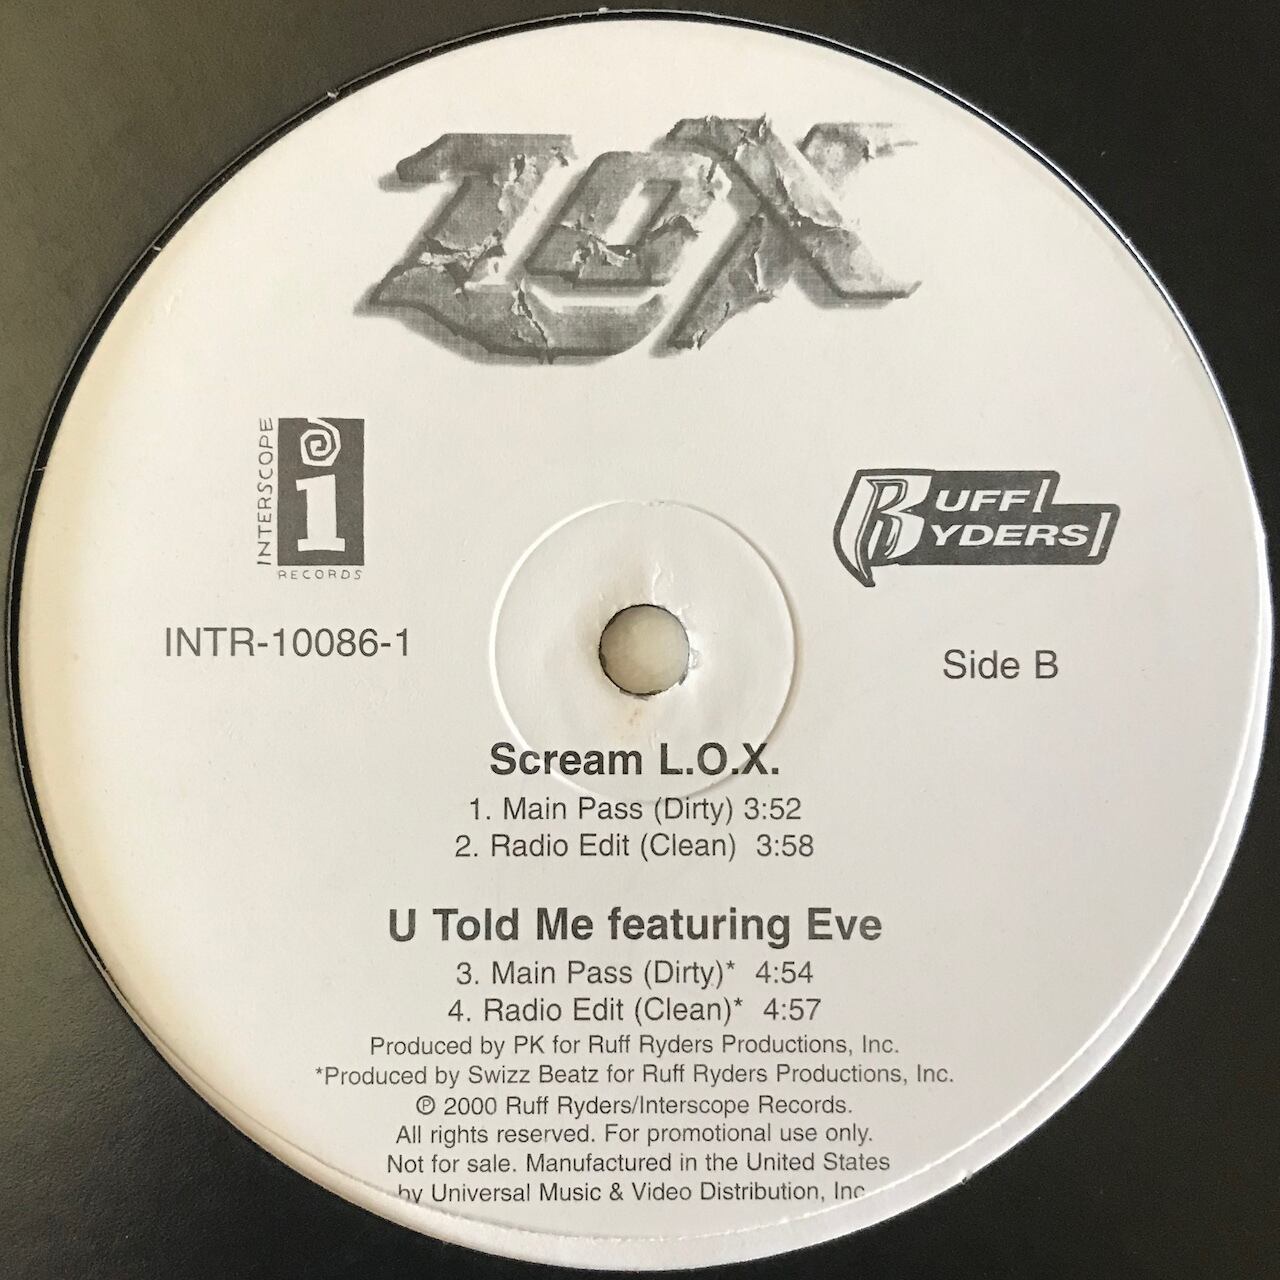 LOX
INTERSCOPE
i
RECORDS
RUFF
RYDERS
INTR-10086-1
Side B
Scream L.O.X.
1. Main Pass (Dirty) 3:52
2. Radio Edit (Clean)  3:58
U Told Me featuring Eve
3. Main Pass (Dirty)*  4:54
4. Radio Edit (Clean)*  4:57
Produced by PK for Ruff Ryders Productions, Inc.
*Produced by Swizz Beatz for Ruff Ryders Productions, Inc.
℗ 2000 Ruff Ryders/Interscope Records.
All rights reserved. For promotional use only.
Not for sale. Manufactured in the United States
by Universal Music & Video Distribution, Inc